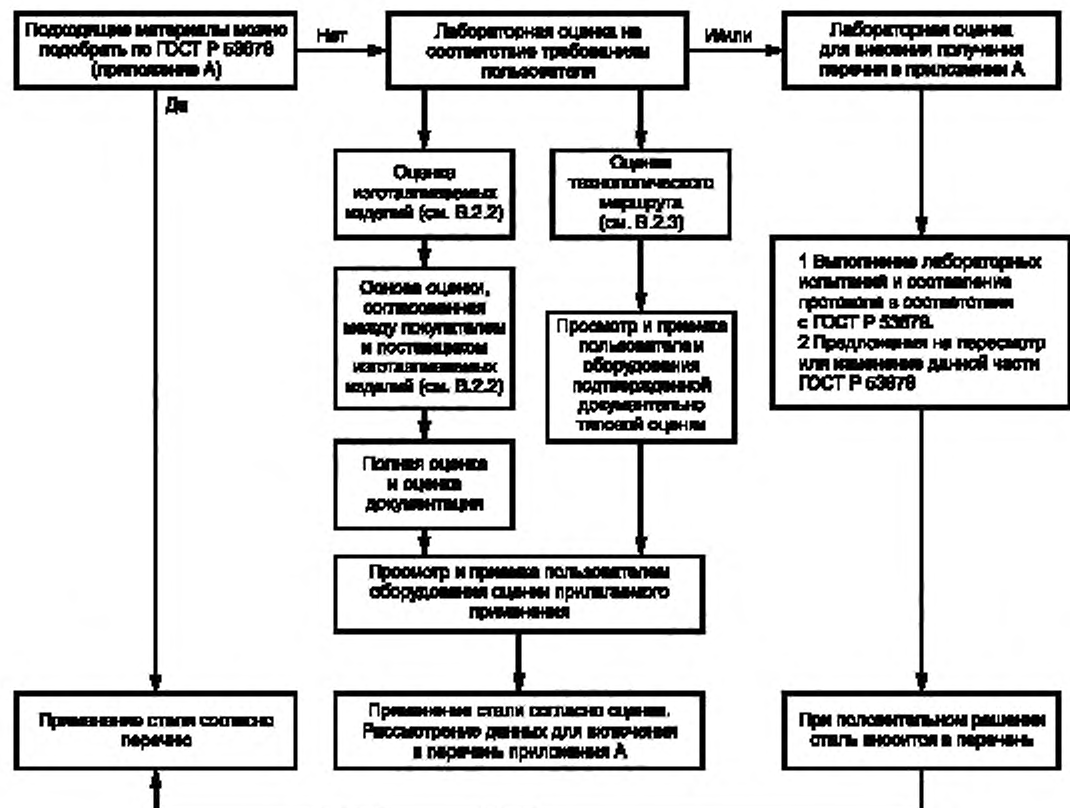 Подходящие материалы можно
подобрать по ГОСТ Р 53678
(приложение А)
Нет
Лабораторная оценка на
соответствие требованиям
пользователя
И/или
Лабораторная оценка
для внесения получения
перечня в приложении А
Да
Оценка
изготавливаемых
изделий (см. В.2.2)
Оценка
технологического
маршрута
(см. В.2.3)
Основа оценки,
согласованная
между покупателем
и поставщиком
изготавливаемых
изделий (см. В.2.2)
Просмотр и приемка
пользователем
оборудования
подтвержденной
документально
типовой оценки
1 Выполнение лабораторных
испытаний и составление
протокола в соответствии
с ГОСТ Р 53678.
2 Предложения на пересмотр
или изменение данной части
ГОСТ Р 53678
Полная оценка
и оценка
документация
Просмотр и приемка пользователем
оборудования оценки прилагаемого
применения
Применение стали согласно
перечню
Применение стали согласно оценке.
Рассмотрение данных для включения
в перечень приложения А
При положительном решении
сталь вносится в перечень